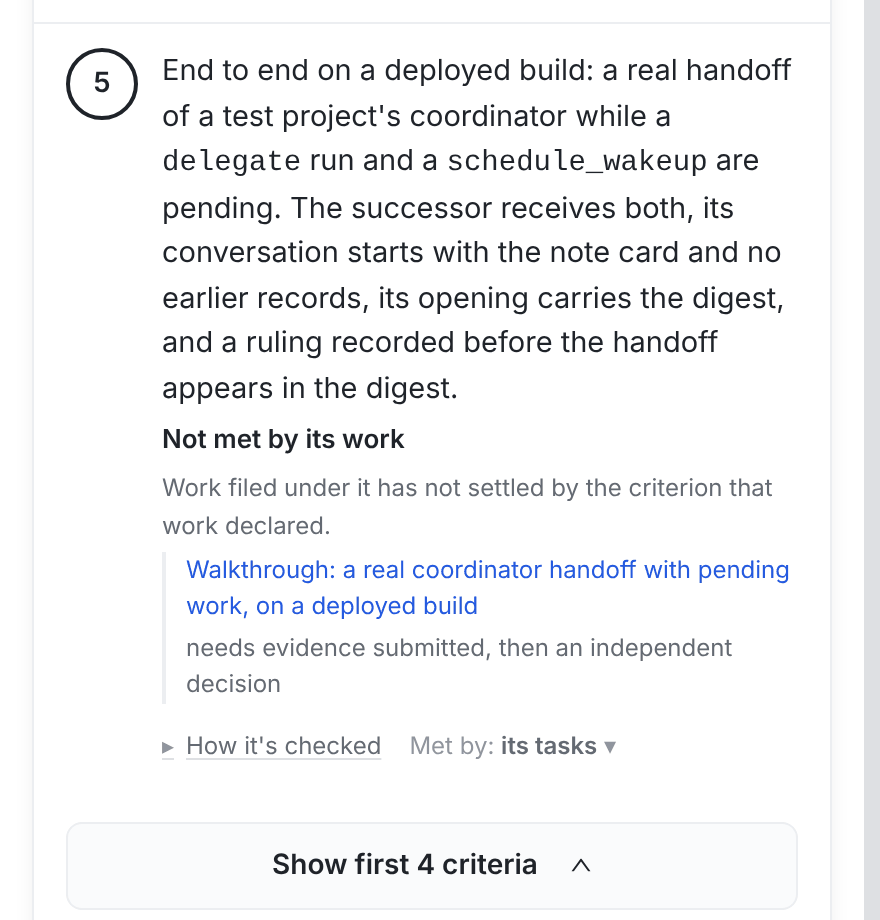 5
End to end on a deployed build: a real handoff
of a test project's coordinator while a
delegate run and a schedule_wakeup are
pending. The successor receives both, its
conversation starts with the note card and no
earlier records, its opening carries the digest,
and a ruling recorded before the handoff
appears in the digest.
Not met by its work
Work filed under it has not settled by the criterion that
work declared.
Walkthrough: a real coordinator handoff with pending
work, on a deployed build
needs evidence submitted, then an independent
decision
▸ How it's checked Met by: its tasks ▾
Show first 4 criteria